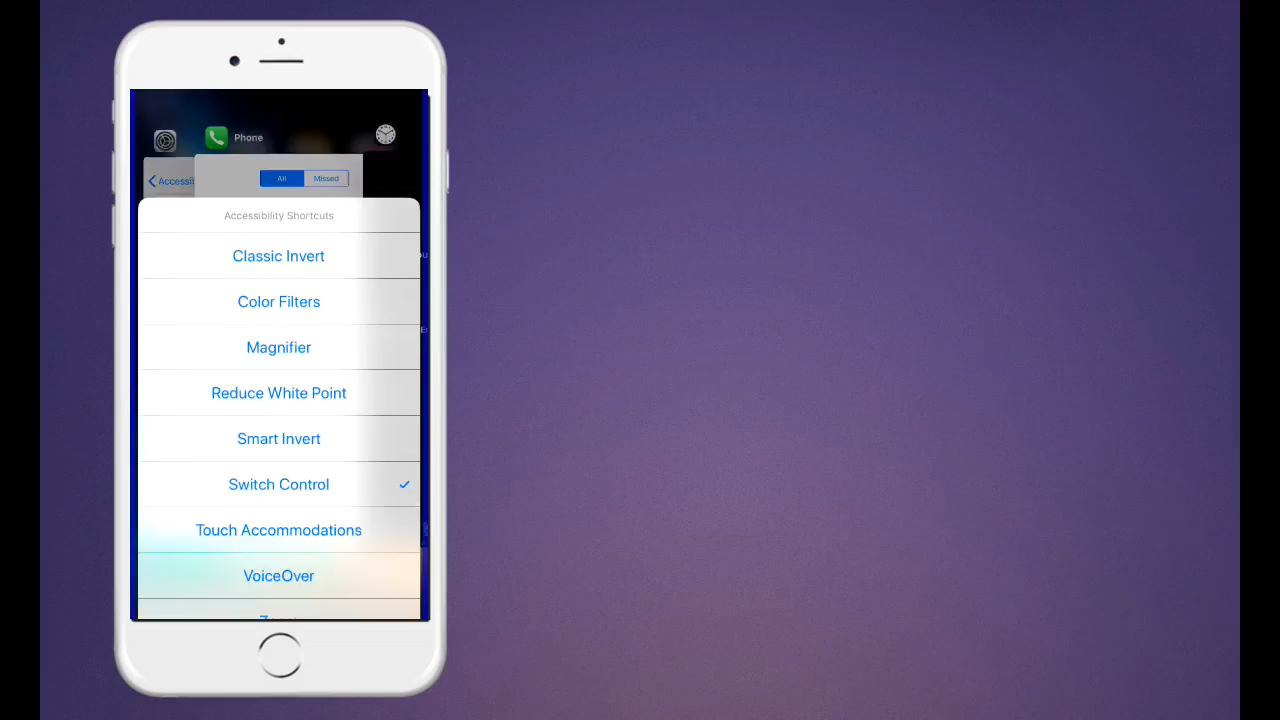 Phone
Accessi
All
Missed
Accessibility Shortcuts
Classic Invert
Color Filters
Magnifier
Reduce White Point
Smart Invert
Switch Control
Touch Accommodations
VoiceOver